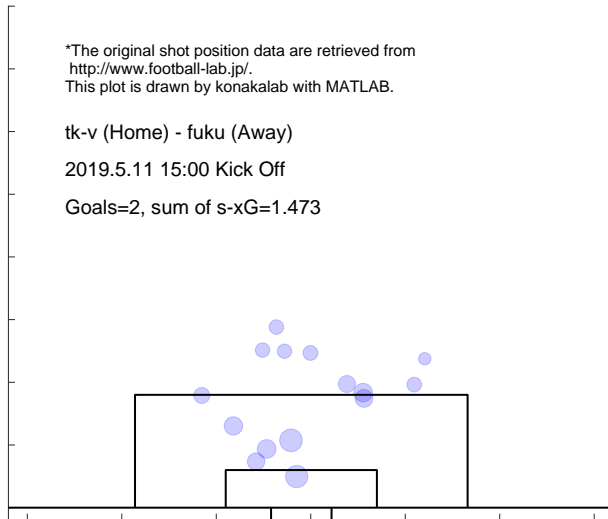 *The original shot position data are retrieved from
http://www.football-lab.jp/.
This plot is drawn by konakalab with MATLAB.
tk-v (Home) - fuku (Away)
2019.5.11 15:00 Kick Off
Goals=2, sum of s-xG=1.473